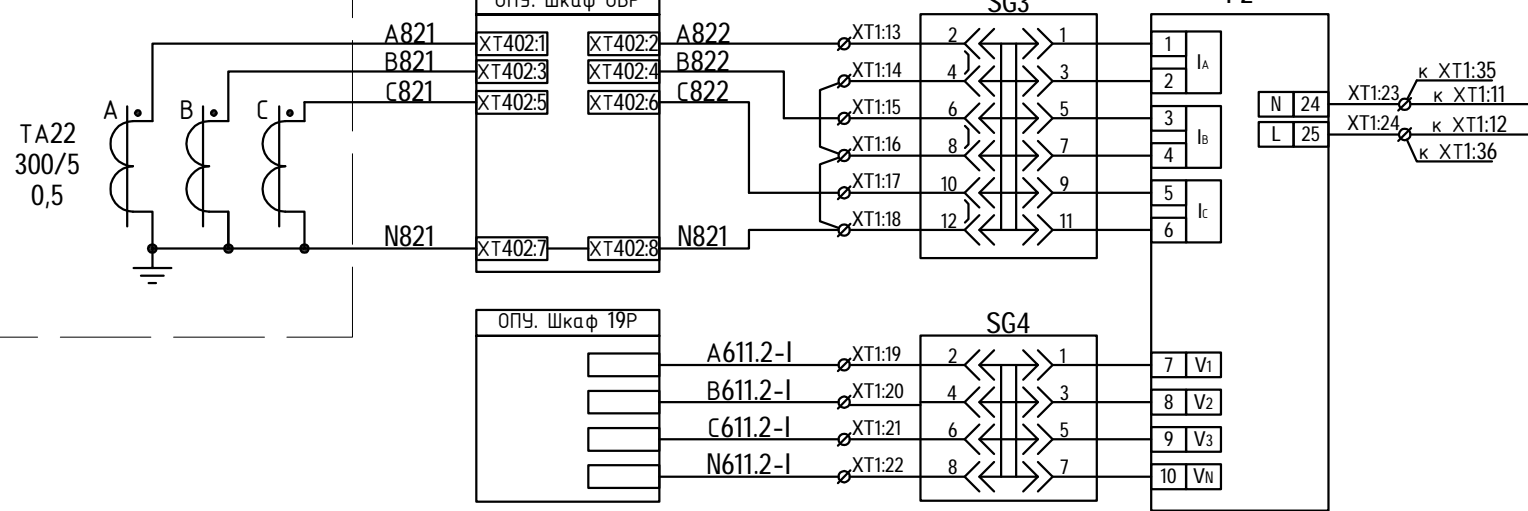 ОПУ. Шкаф
SG3
A821
XT402:1
XT402:2
A822
XT1:13
2
1
1
IA
B821
XT402:3
XT402:4
B822
XT1:14
4
3
2
C821
XT402:5
XT402:6
C822
XT1:15
6
5
3
IB
XT1:16
8
7
4
XT1:17
10
9
5
IC
XT1:18
12
11
6
N821
XT402:7
XT402:8
N821
A
B
C
TA22
300/5
0,5
N
24
XT1:23
к XT1:35
к XT1:11
L
25
XT1:24
к XT1:12
к XT1:36
ОПУ. Шкаф 19Р
SG4
A611.2-I
XT1:19
2
1
7
V1
B611.2-I
XT1:20
4
3
8
V2
C611.2-I
XT1:21
6
5
9
V3
N611.2-I
XT1:22
8
7
10
VN